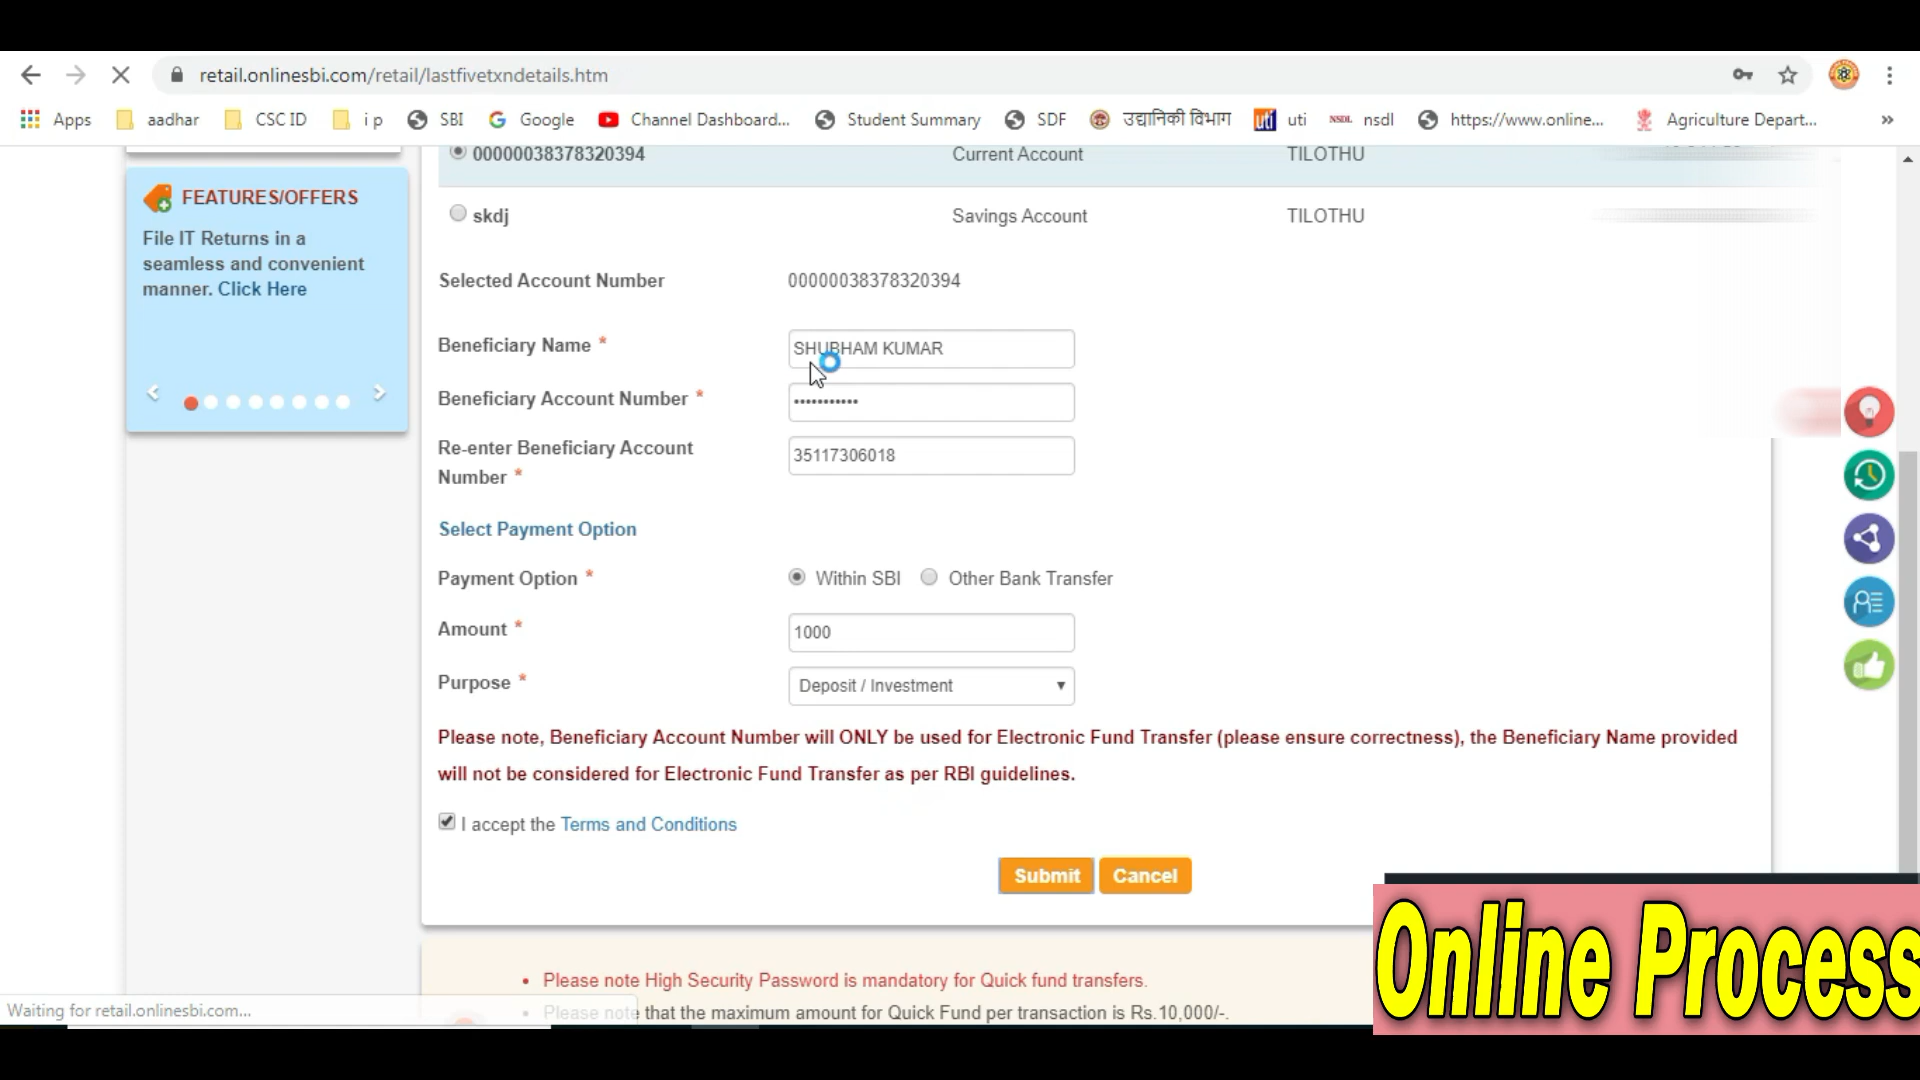 retail.onlinesbi.com/retail/lastfivetxndetails.htm
Apps aadhar CSC ID i p SBI Google Channel Dashboard... Student Summary SDF उद्यानिकी विभाग uti uti NSDL nsdl https://www.online... Agriculture Depart... »
00000038378320394 Current Account TILOTHU
skdj Savings Account TILOTHU
FEATURES/OFFERS
File IT Returns in a
seamless and convenient
manner. Click Here
Selected Account Number 00000038378320394
Beneficiary Name * SHUBHAM KUMAR
Beneficiary Account Number * •••••••••••
Re-enter Beneficiary Account
Number * 35117306018
Select Payment Option
Payment Option * Within SBI Other Bank Transfer
Amount * 1000
Purpose * Deposit / Investment
Please note, Beneficiary Account Number will ONLY be used for Electronic Fund Transfer (please ensure correctness), the Beneficiary Name provided
will not be considered for Electronic Fund Transfer as per RBI guidelines.
I accept the Terms and Conditions
Submit Cancel
• Please note High Security Password is mandatory for Quick fund transfers.
• Please note that the maximum amount for Quick Fund per transaction is Rs.10,000/-.
Waiting for retail.onlinesbi.com...
Online Process